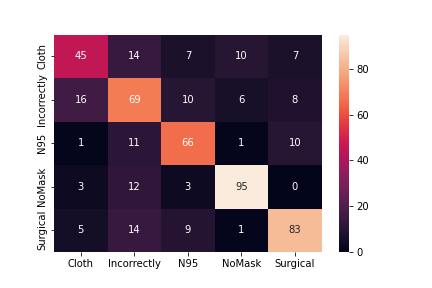 Cloth 45 14 7 10 7
Incorrectly 16 69 10 6 8
N95 1 11 66 1 10
NoMask 3 12 3 95 0
Surgical 5 14 9 1 83
Cloth Incorrectly N95 NoMask Surgical
80
60
40
20
0